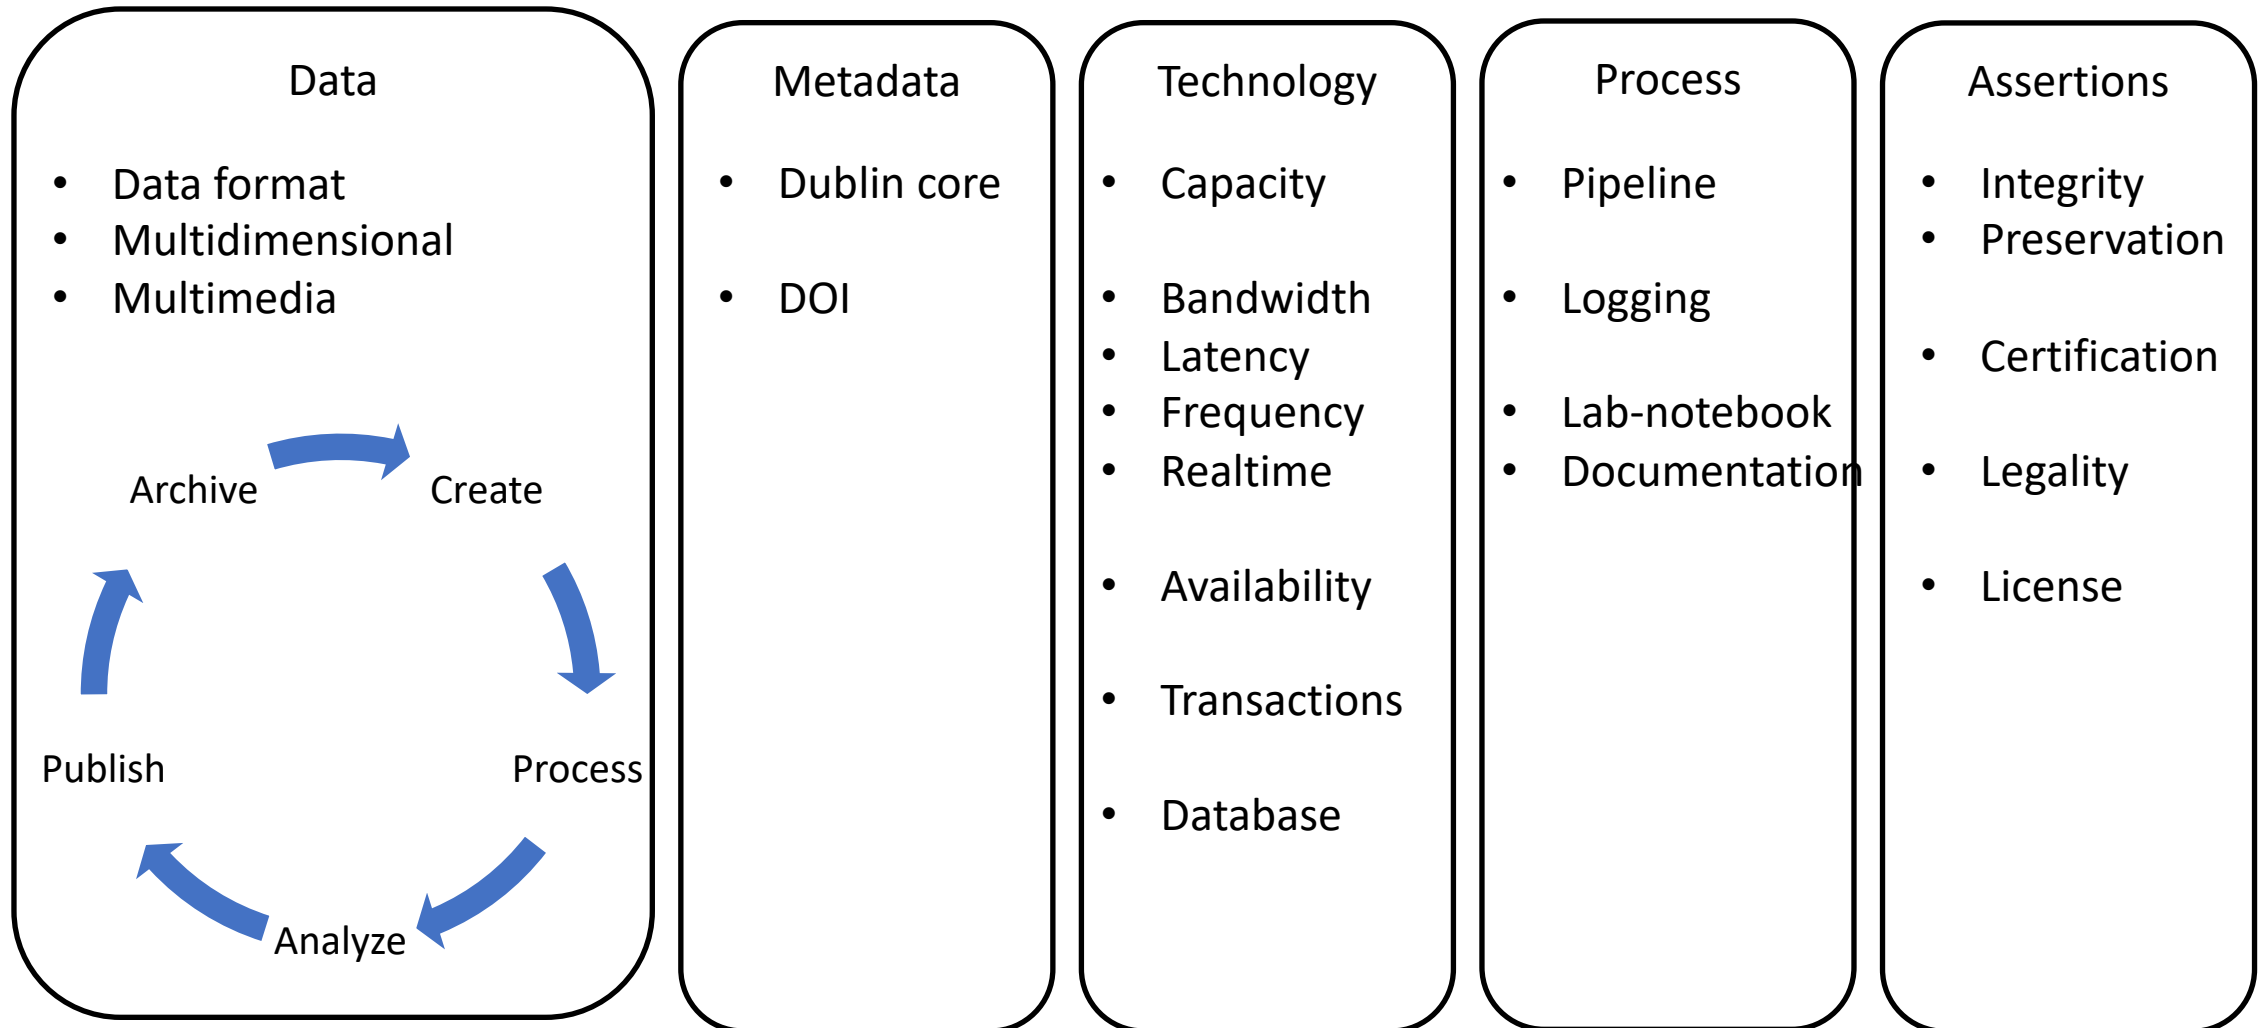 Data
• Data format
• Multidimensional
• Multimedia
Archive
Create
Publish
Process
Analyze
Metadata
• Dublin core
• DOI
Technology
• Capacity
• Bandwidth
• Latency
• Frequency
• Realtime
• Availability
• Transactions
• Database
Process
• Pipeline
• Logging
• Lab-notebook
• Documentation
Assertions
• Integrity
• Preservation
• Certification
• Legality
• License